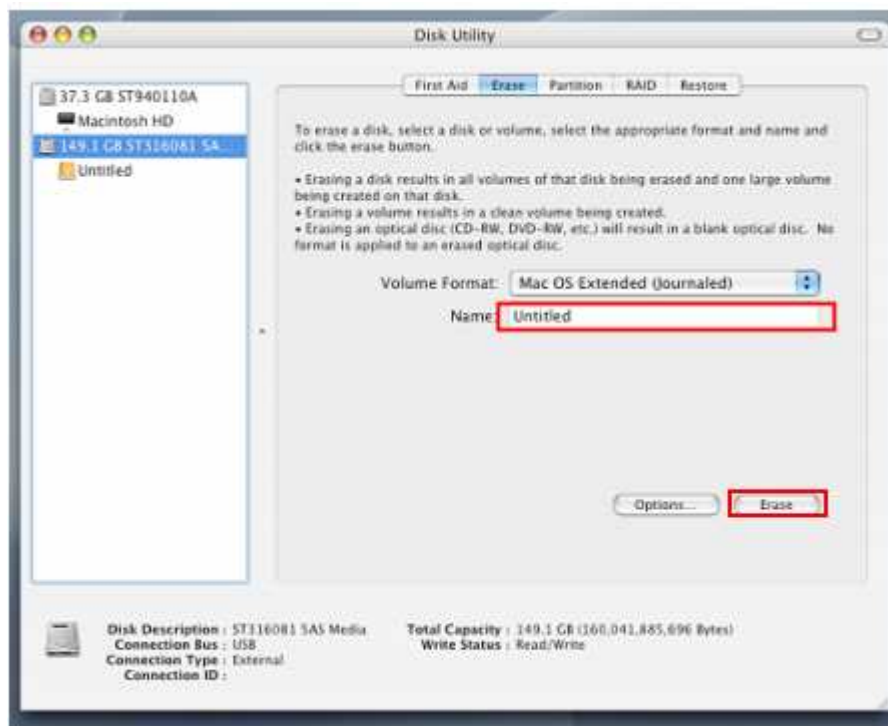 Disk Utility
37.3 GB ST940110A
Macintosh HD
149.1 GB ST316081 SA...
Untitled
First Aid Erase Partition RAID Restore
To erase a disk, select a disk or volume, select the appropriate format and name and
click the erase button.
• Erasing a disk results in all volumes of that disk being erased and one large volume
being created on that disk.
• Erasing a volume results in a clean volume being created.
• Erasing an optical disc (CD-RW, DVD-RW, etc.) will result in a blank optical disc. No
format is applied to an erased optical disc.
Volume Format: Mac OS Extended (Journaled)
Name: Untitled
Options... Erase
Disk Description : ST316081 SAS Media Total Capacity : 149.1 GB (160,041,885,696 Bytes)
Connection Bus : USB Write Status : Read/Write
Connection Type : External
Connection ID :